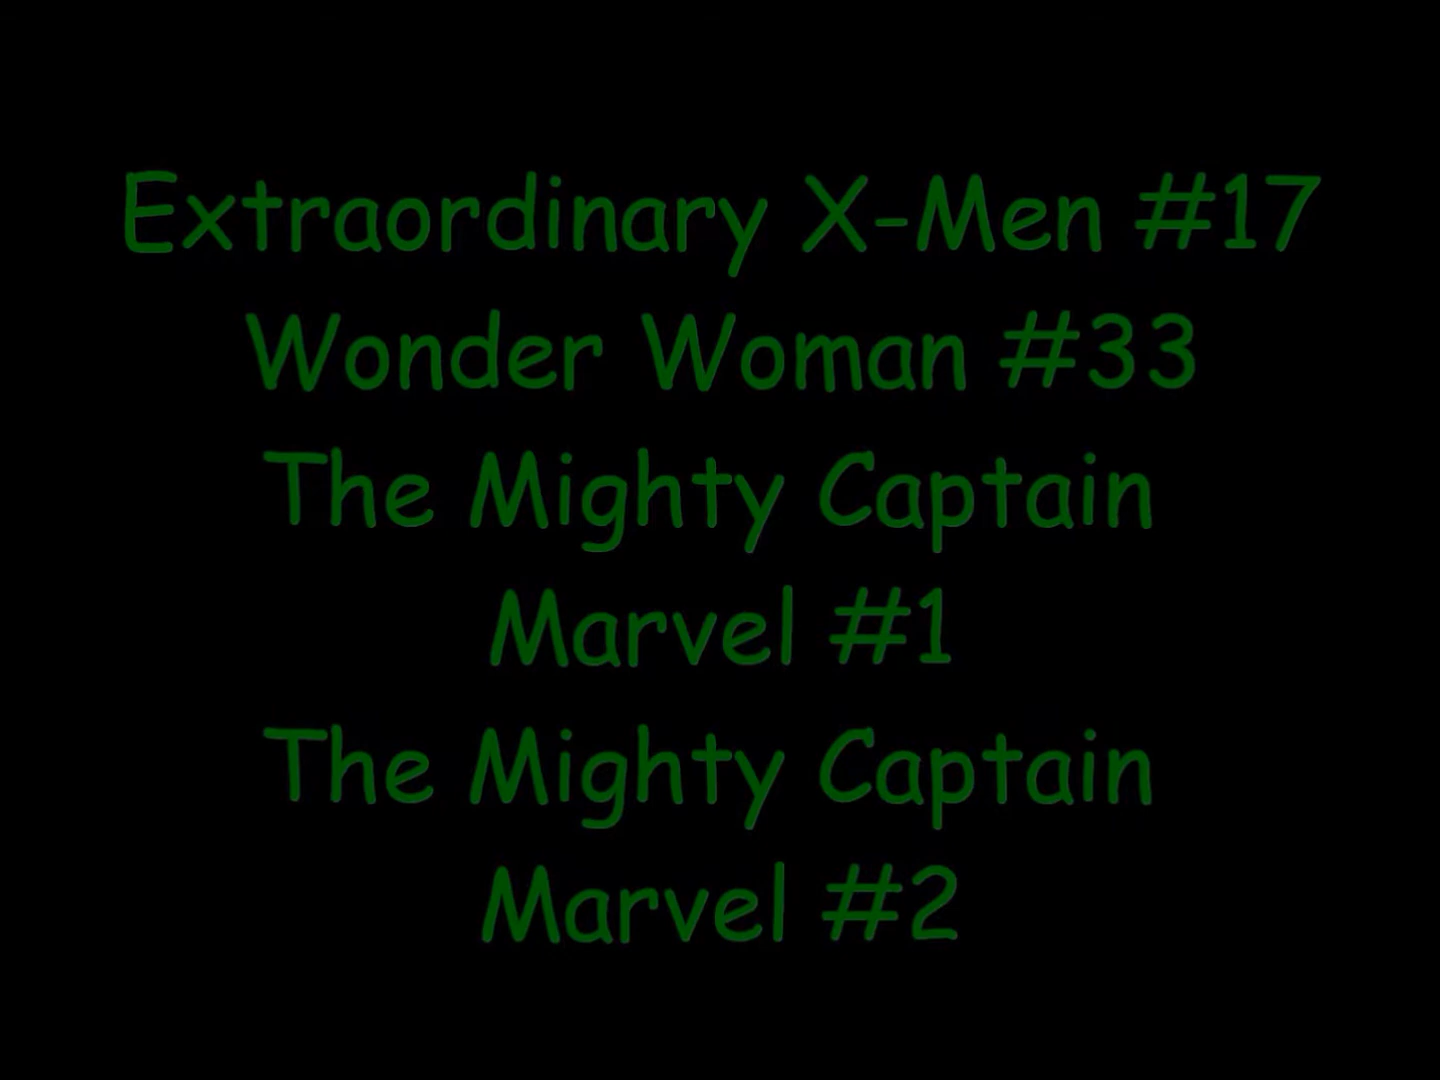 Extraordinary X-Men #17
Wonder Woman #33
The Mighty Captain
Marvel #1
The Mighty Captain
Marvel #2